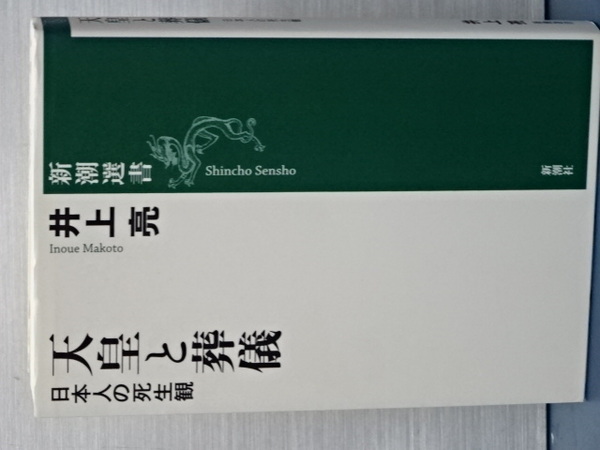 天皇と葬儀
日本人の死生観
井上亮
Inoue Makoto
新潮選書
Shincho Sensho
新潮社